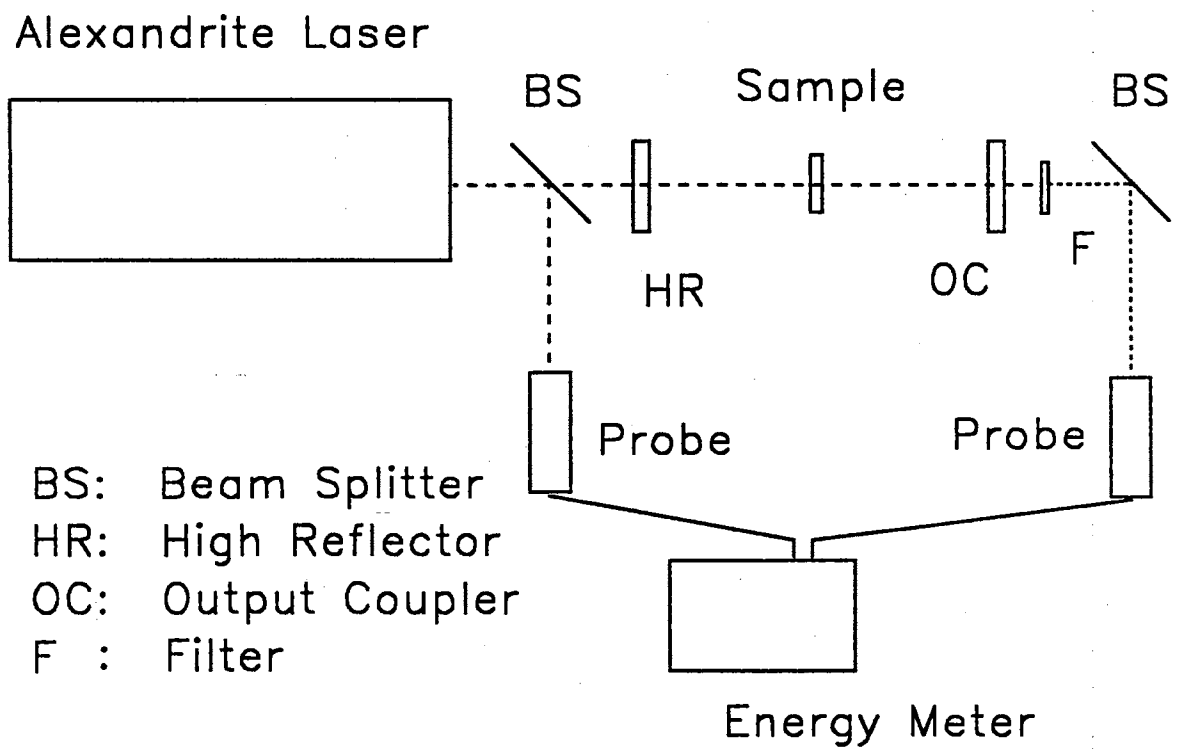 Alexandrite Laser
BS
Sample
BS
HR
OC
F
Probe
Probe
BS: Beam Splitter
HR: High Reflector
OC: Output Coupler
F : Filter
Energy Meter